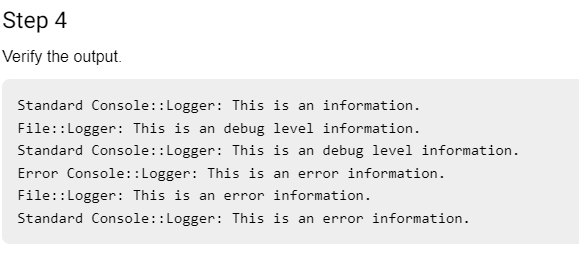 Step 4
Verify the output.
Standard Console::Logger: This is an information.
File::Logger: This is an debug level information.
Standard Console::Logger: This is an debug level information.
Error Console::Logger: This is an error information.
File::Logger: This is an error information.
Standard Console::Logger: This is an error information.